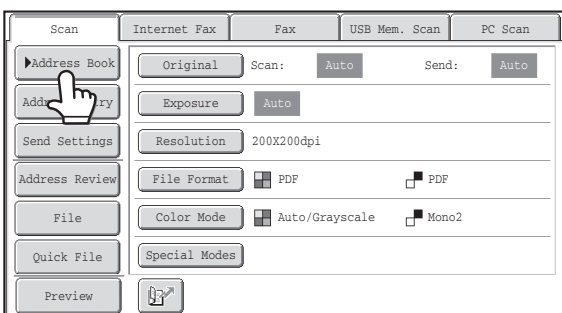 Scan Internet Fax Fax USB Mem. Scan PC Scan
Address Book Original Scan: Auto Send: Auto
Exposure Auto
Send Settings Resolution 200X200dpi
Address Review File Format PDF PDF
File Color Mode Auto/Grayscale Mono2
Quick File Special Modes
Preview